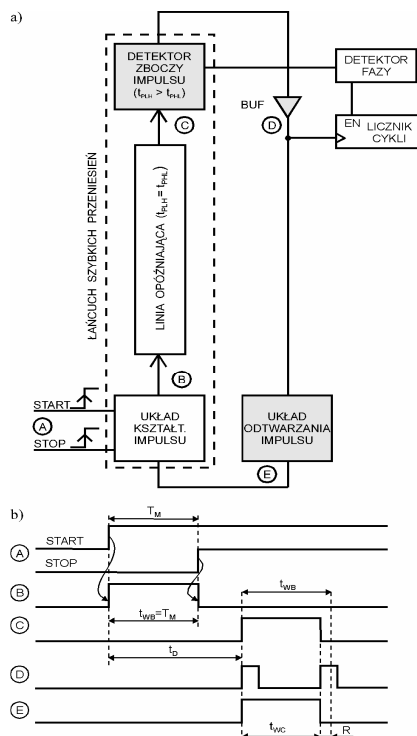 a)
DETEKTOR
ZBOCZY
IMPULSU
(tPLH > tPHL)
DETEKTOR
FAZY
BUF
EN
LICZNIK
CYKLI
C
D
ŁAŃCUCH SZYBKICH PRZENIESIEŃ
LINIA OPÓŹNIAJĄCA (tPLH = tPHL)
B
START
A
STOP
UKŁAD
KSZTAŁT.
IMPULSU
UKŁAD
ODTWARZANIA
IMPULSU
E
b)
TM
START
A
STOP
B
tWB=TM
tWB
C
tD
D
E
tWC
R